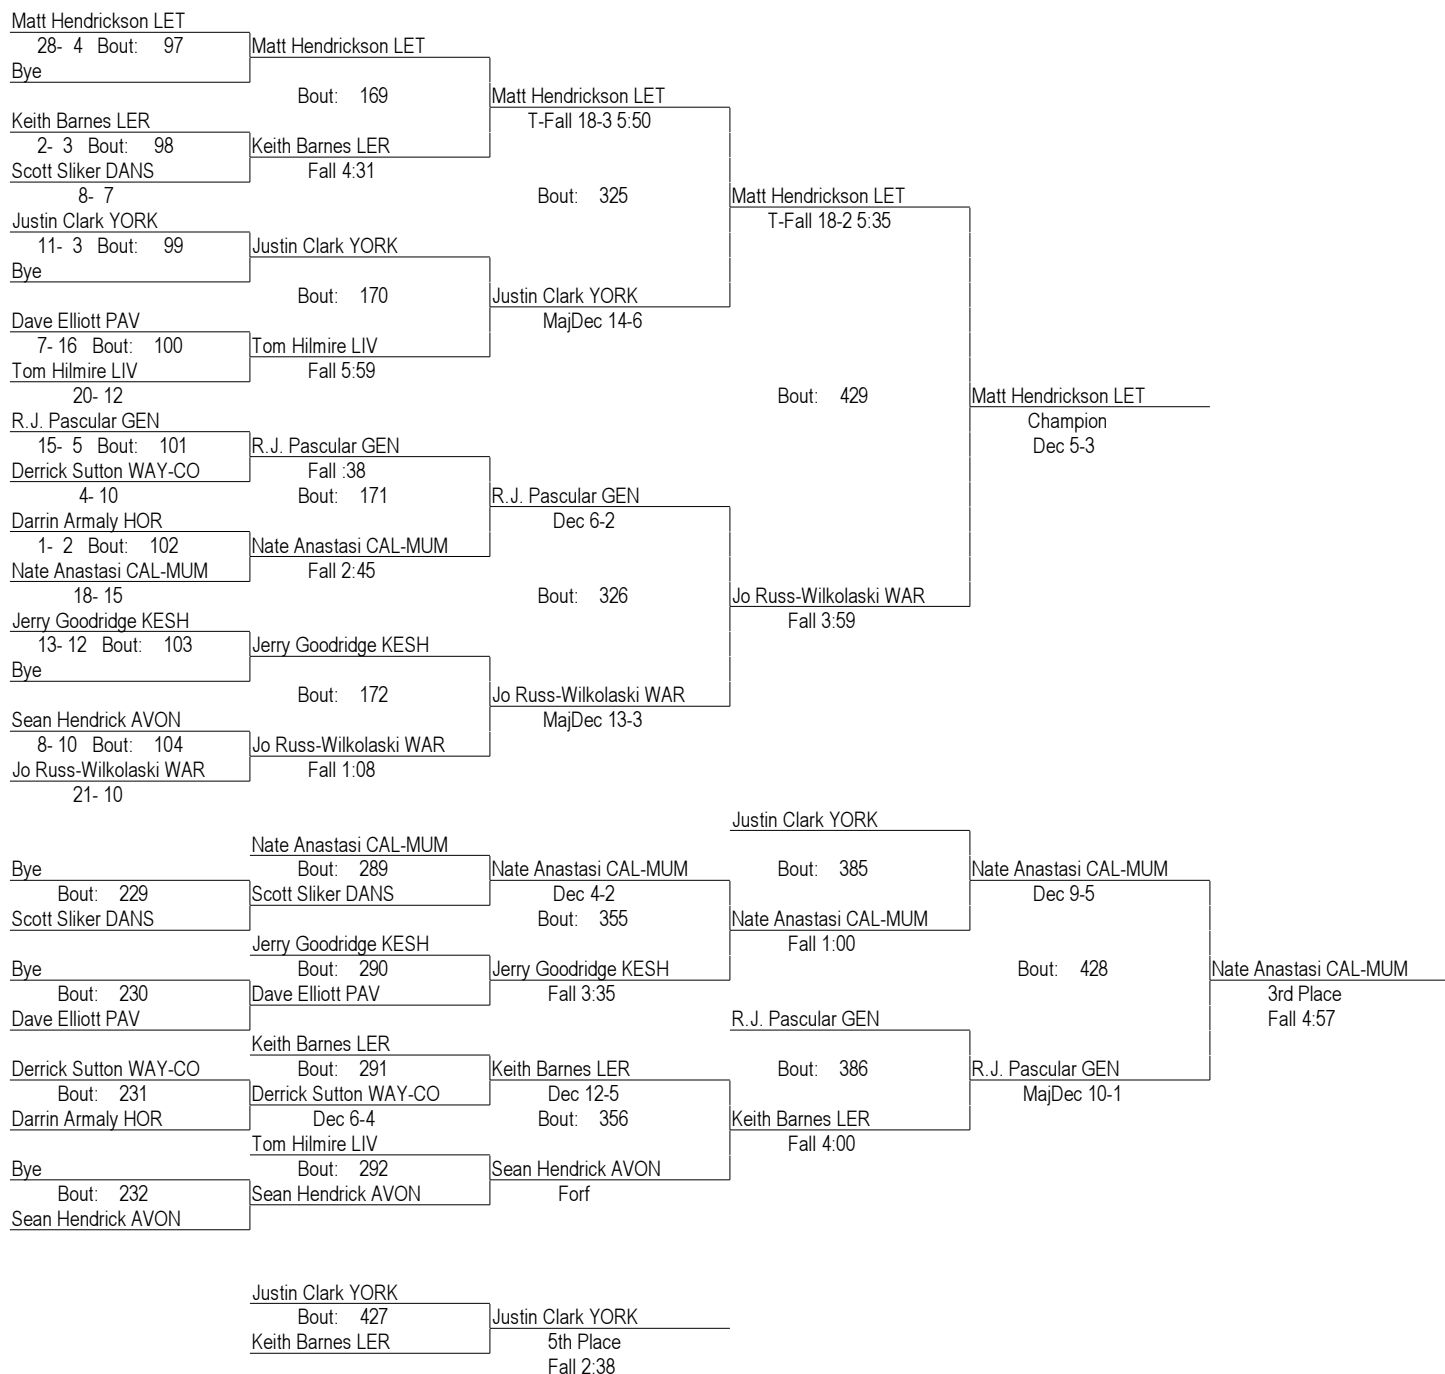 Matt Hendrickson LET
28- 4 Bout: 97 Matt Hendrickson LET
Bye
Bout: 169 Matt Hendrickson LET
Keith Barnes LER T-Fall 18-3 5:50
2- 3 Bout: 98 Keith Barnes LER
Scott Sliker DANS Fall 4:31
8- 7 Bout: 325 Matt Hendrickson LET
Justin Clark YORK T-Fall 18-2 5:35
11- 3 Bout: 99 Justin Clark YORK
Bye
Bout: 170 Justin Clark YORK
Dave Elliott PAV MajDec 14-6
7- 16 Bout: 100 Tom Hilmire LIV
Tom Hilmire LIV Fall 5:59
20- 12 Bout: 429 Matt Hendrickson LET
R.J. Pascular GEN Champion
15- 5 Bout: 101 R.J. Pascular GEN Dec 5-3
Derrick Sutton WAY-CO Fall :38
4- 10 Bout: 171 R.J. Pascular GEN
Darrin Armaly HOR Dec 6-2
1- 2 Bout: 102 Nate Anastasi CAL-MUM
Nate Anastasi CAL-MUM Fall 2:45
18- 15 Bout: 326 Jo Russ-Wilkolaski WAR
Jerry Goodridge KESH Fall 3:59
13- 12 Bout: 103 Jerry Goodridge KESH
Bye
Bout: 172 Jo Russ-Wilkolaski WAR
Sean Hendrick AVON MajDec 13-3
8- 10 Bout: 104 Jo Russ-Wilkolaski WAR
Jo Russ-Wilkolaski WAR Fall 1:08
21- 10
Justin Clark YORK
Nate Anastasi CAL-MUM
Bye Bout: 289 Nate Anastasi CAL-MUM Bout: 385 Nate Anastasi CAL-MUM
Bout: 229 Scott Sliker DANS Dec 4-2 Dec 9-5
Scott Sliker DANS Bout: 355 Nate Anastasi CAL-MUM
Jerry Goodridge KESH Fall 1:00
Bye Bout: 290 Jerry Goodridge KESH Bout: 428 Nate Anastasi CAL-MUM
Bout: 230 Dave Elliott PAV Fall 3:35 3rd Place
Dave Elliott PAV R.J. Pascular GEN Fall 4:57
Keith Barnes LER
Derrick Sutton WAY-CO Bout: 291 Keith Barnes LER Bout: 386 R.J. Pascular GEN
Bout: 231 Derrick Sutton WAY-CO Dec 12-5 MajDec 10-1
Darrin Armaly HOR Dec 6-4 Bout: 356 Keith Barnes LER
Tom Hilmire LIV Fall 4:00
Bye Bout: 292 Sean Hendrick AVON
Bout: 232 Sean Hendrick AVON Forf
Sean Hendrick AVON
Justin Clark YORK
Bout: 427 Justin Clark YORK
Keith Barnes LER 5th Place
Fall 2:38